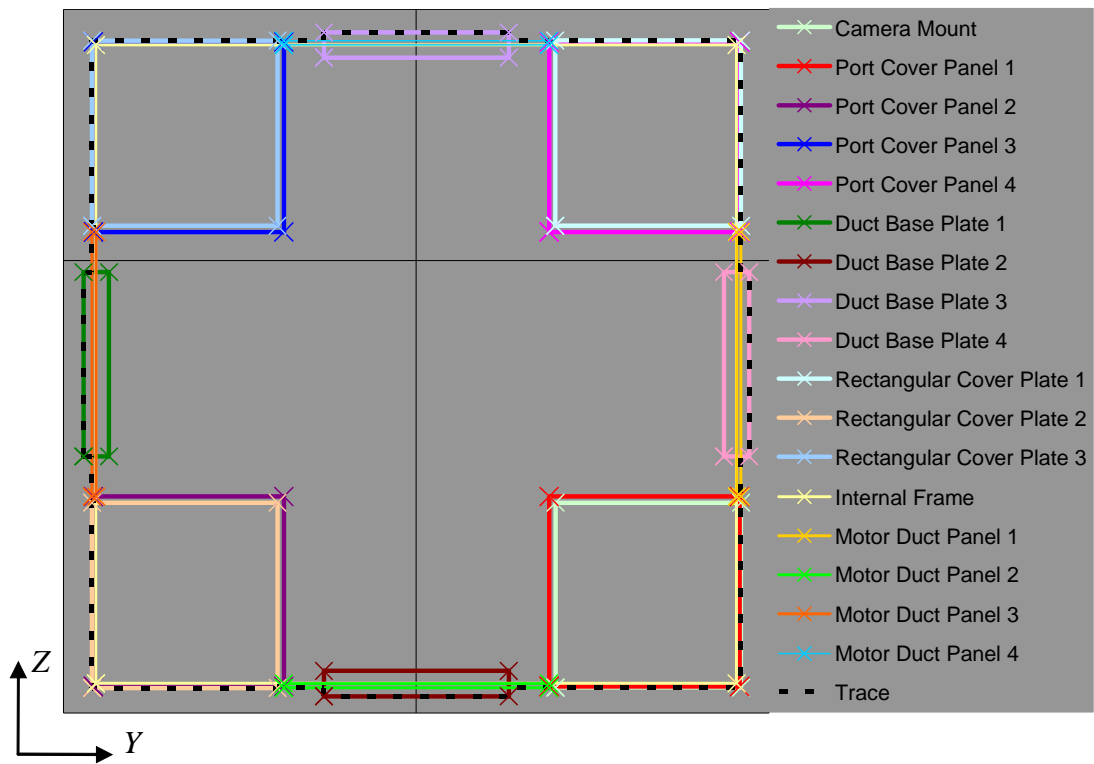 Camera Mount
Port Cover Panel 1
Port Cover Panel 2
Port Cover Panel 3
Port Cover Panel 4
Duct Base Plate 1
Duct Base Plate 2
Duct Base Plate 3
Duct Base Plate 4
Rectangular Cover Plate 1
Rectangular Cover Plate 2
Rectangular Cover Plate 3
Internal Frame
Motor Duct Panel 1
Motor Duct Panel 2
Motor Duct Panel 3
Motor Duct Panel 4
Trace
Z
Y